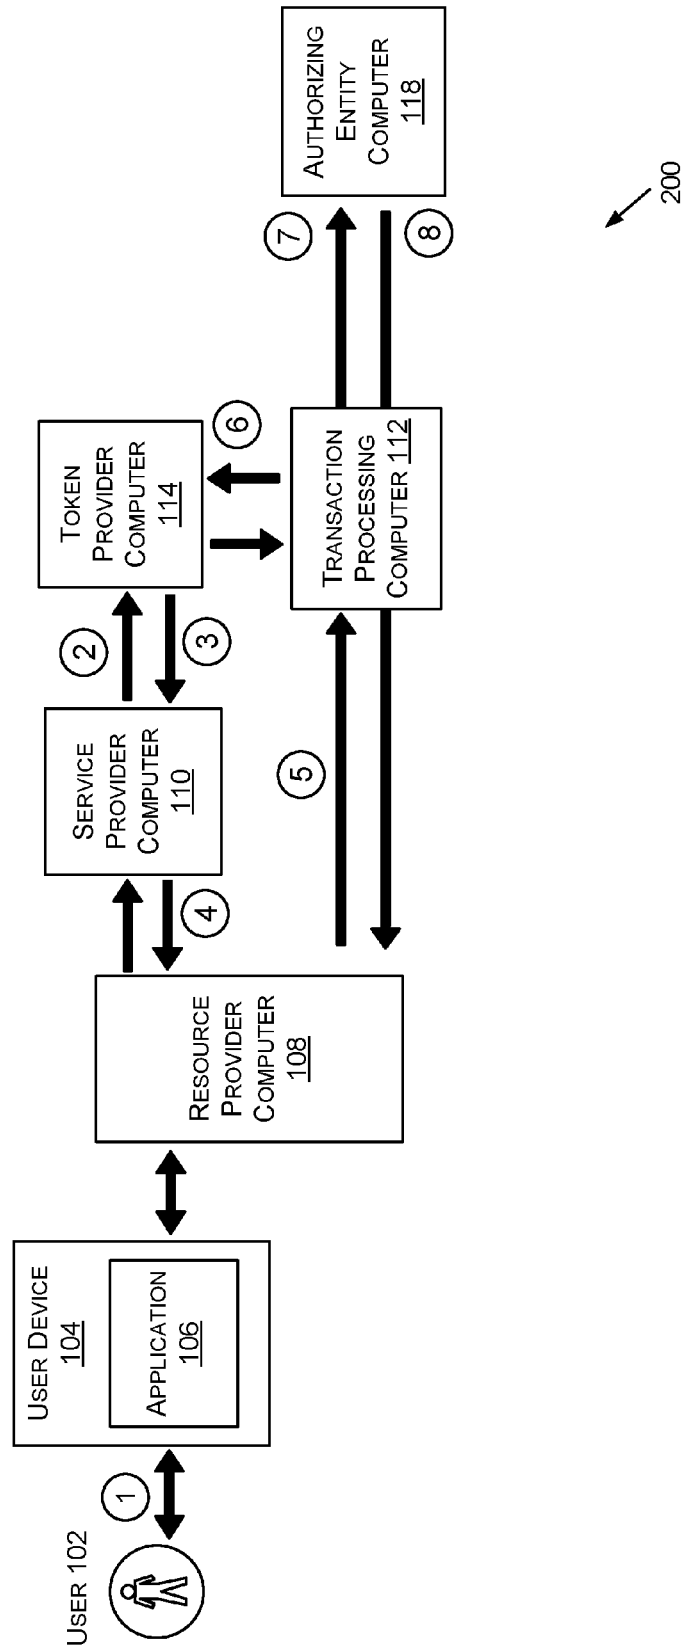 USER 102
1
USER DEVICE
104
APPLICATION
106
RESOURCE
PROVIDER
COMPUTER
108
4
SERVICE
PROVIDER
COMPUTER
110
2
3
TOKEN
PROVIDER
COMPUTER
114
6
5
TRANSACTION
PROCESSING
COMPUTER 112
7
8
AUTHORIZING
ENTITY
COMPUTER
118
200